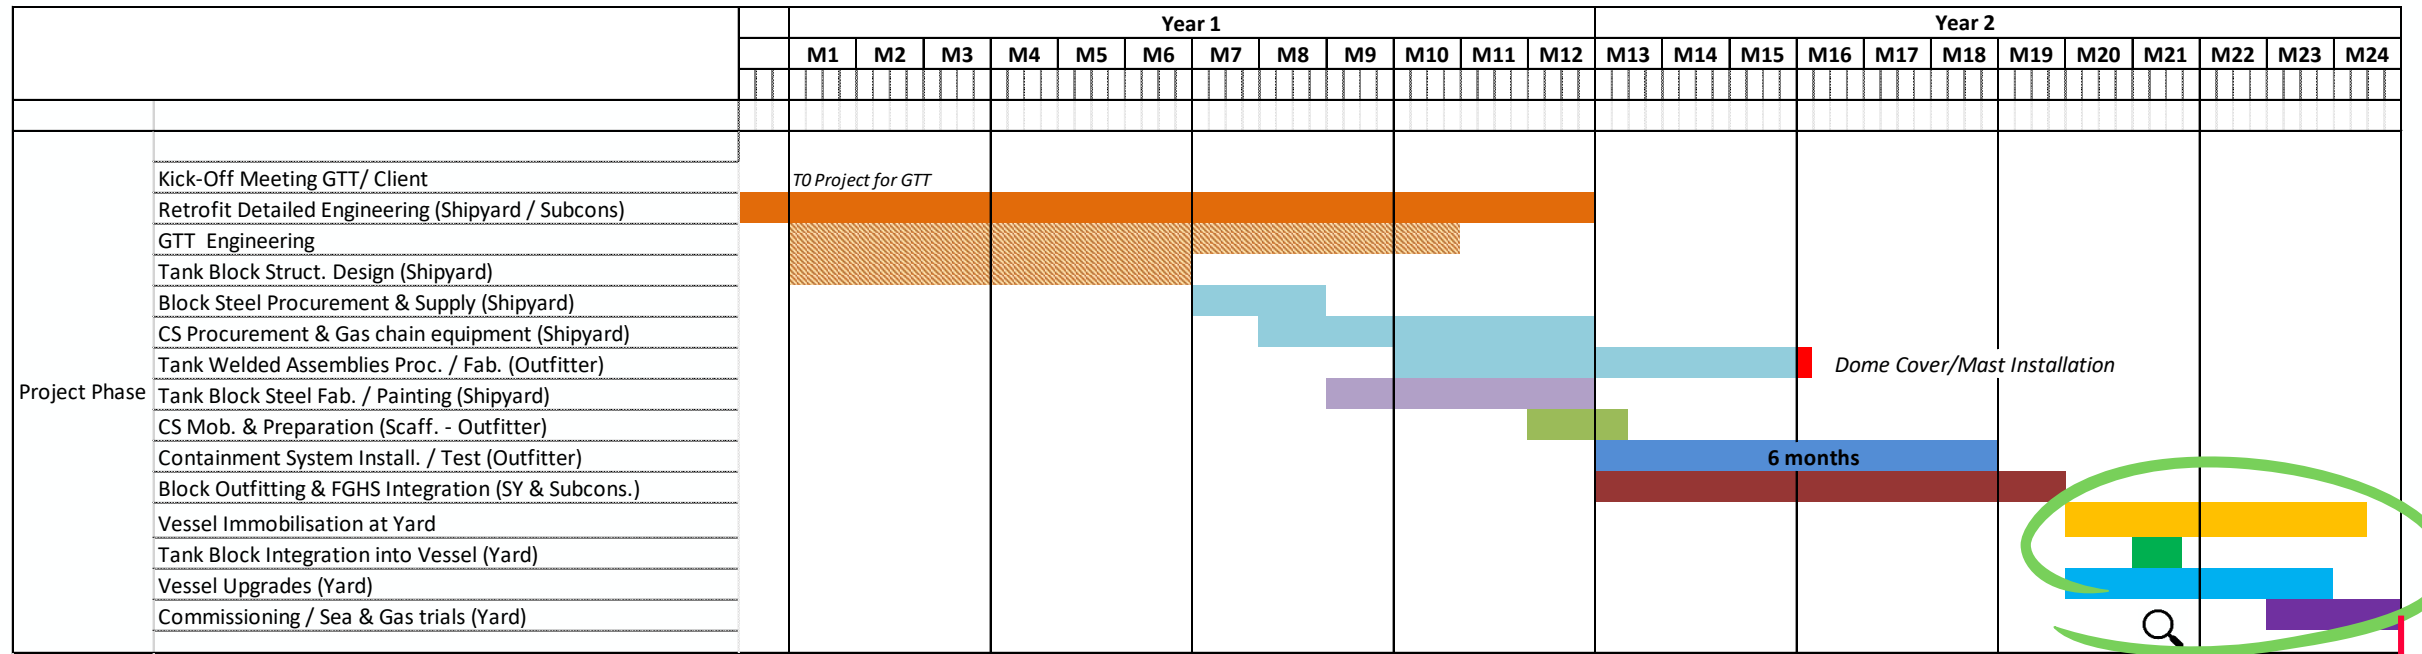 Year 1 Year 2
M1 M2 M3 M4 M5 M6 M7 M8 M9 M10 M11 M12 M13 M14 M15 M16 M17 M18 M19 M20 M21 M22 M23 M24
Kick-Off Meeting GTT/ Client T0 Project for GTT
Retrofit Detailed Engineering (Shipyard / Subcons)
GTT  Engineering
Tank Block Struct. Design (Shipyard)
Block Steel Procurement & Supply (Shipyard)
CS Procurement & Gas chain equipment (Shipyard)
Tank Welded Assemblies Proc. / Fab. (Outfitter) Dome Cover/Mast Installation
Project Phase Tank Block Steel Fab. / Painting (Shipyard)
CS Mob. & Preparation (Scaff. - Outfitter)
Containment System Install. / Test (Outfitter) 6 months
Block Outfitting & FGHS Integration (SY & Subcons.)
Vessel Immobilisation at Yard
Tank Block Integration into Vessel (Yard)
Vessel Upgrades (Yard)
Commissioning / Sea & Gas trials (Yard)